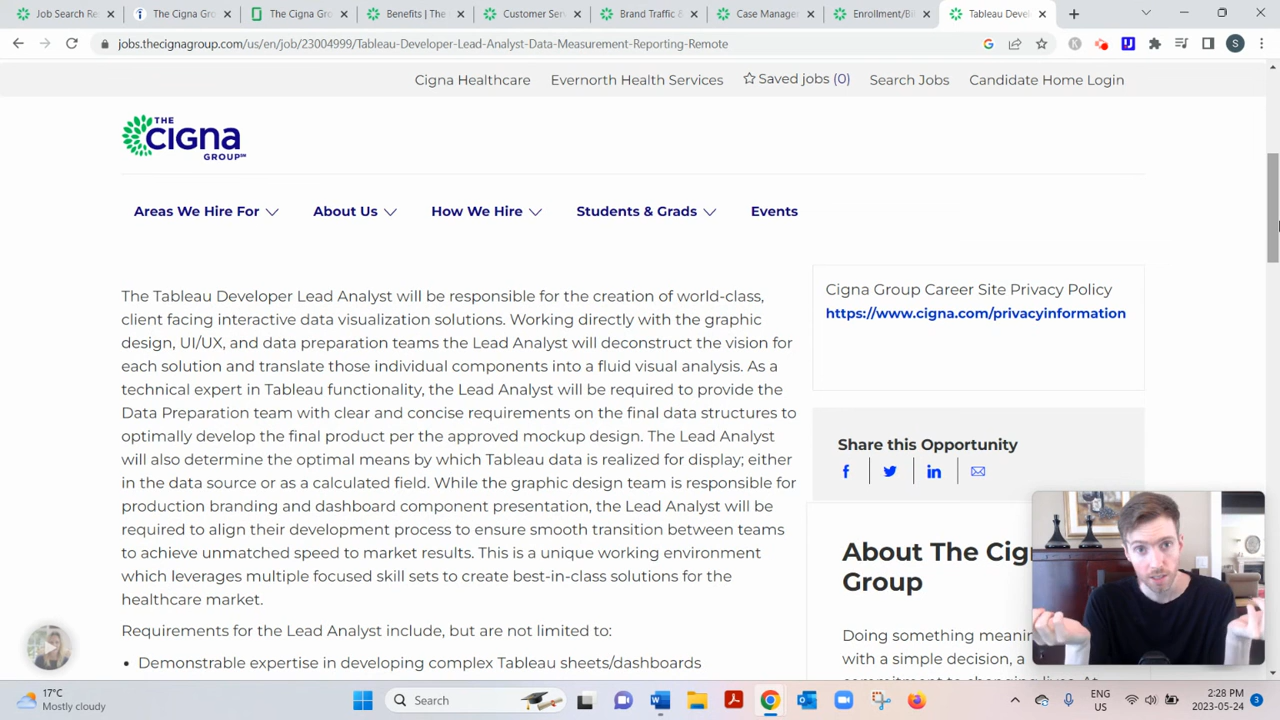 Job Search Re
The Cigna Gro
The Cigna Gro
Benefits | The
Customer Serv
Brand Traffic &
Case Manager
Enrollment/Bil
Tableau Devel
jobs.thecignagroup.com/us/en/job/23004999/Tableau-Developer-Lead-Analyst-Data-Measurement-Reporting-Remote
Cigna Healthcare
Evernorth Health Services
Saved jobs (0)
Search Jobs
Candidate Home Login
THE
cigna
GROUP
Areas We Hire For
About Us
How We Hire
Students & Grads
Events
The Tableau Developer Lead Analyst will be responsible for the creation of world-class,
client facing interactive data visualization solutions. Working directly with the graphic
design, UI/UX, and data preparation teams the Lead Analyst will deconstruct the vision for
each solution and translate those individual components into a fluid visual analysis. As a
technical expert in Tableau functionality, the Lead Analyst will be required to provide the
Data Preparation team with clear and concise requirements on the final data structures to
optimally develop the final product per the approved mockup design. The Lead Analyst
will also determine the optimal means by which Tableau data is realized for display; either
in the data source or as a calculated field. While the graphic design team is responsible for
production branding and dashboard component presentation, the Lead Analyst will be
required to align their development process to ensure smooth transition between teams
to achieve unmatched speed to market results. This is a unique working environment
which leverages multiple focused skill sets to create best-in-class solutions for the
healthcare market.
Requirements for the Lead Analyst include, but are not limited to:
• Demonstrable expertise in developing complex Tableau sheets/dashboards
Cigna Group Career Site Privacy Policy
https://www.cigna.com/privacyinformation
Share this Opportunity
About The Cig
Group
Doing something meani
with a simple decision, a
17°C
Mostly cloudy
Search
ENG
US
2:28 PM
2023-05-24
3